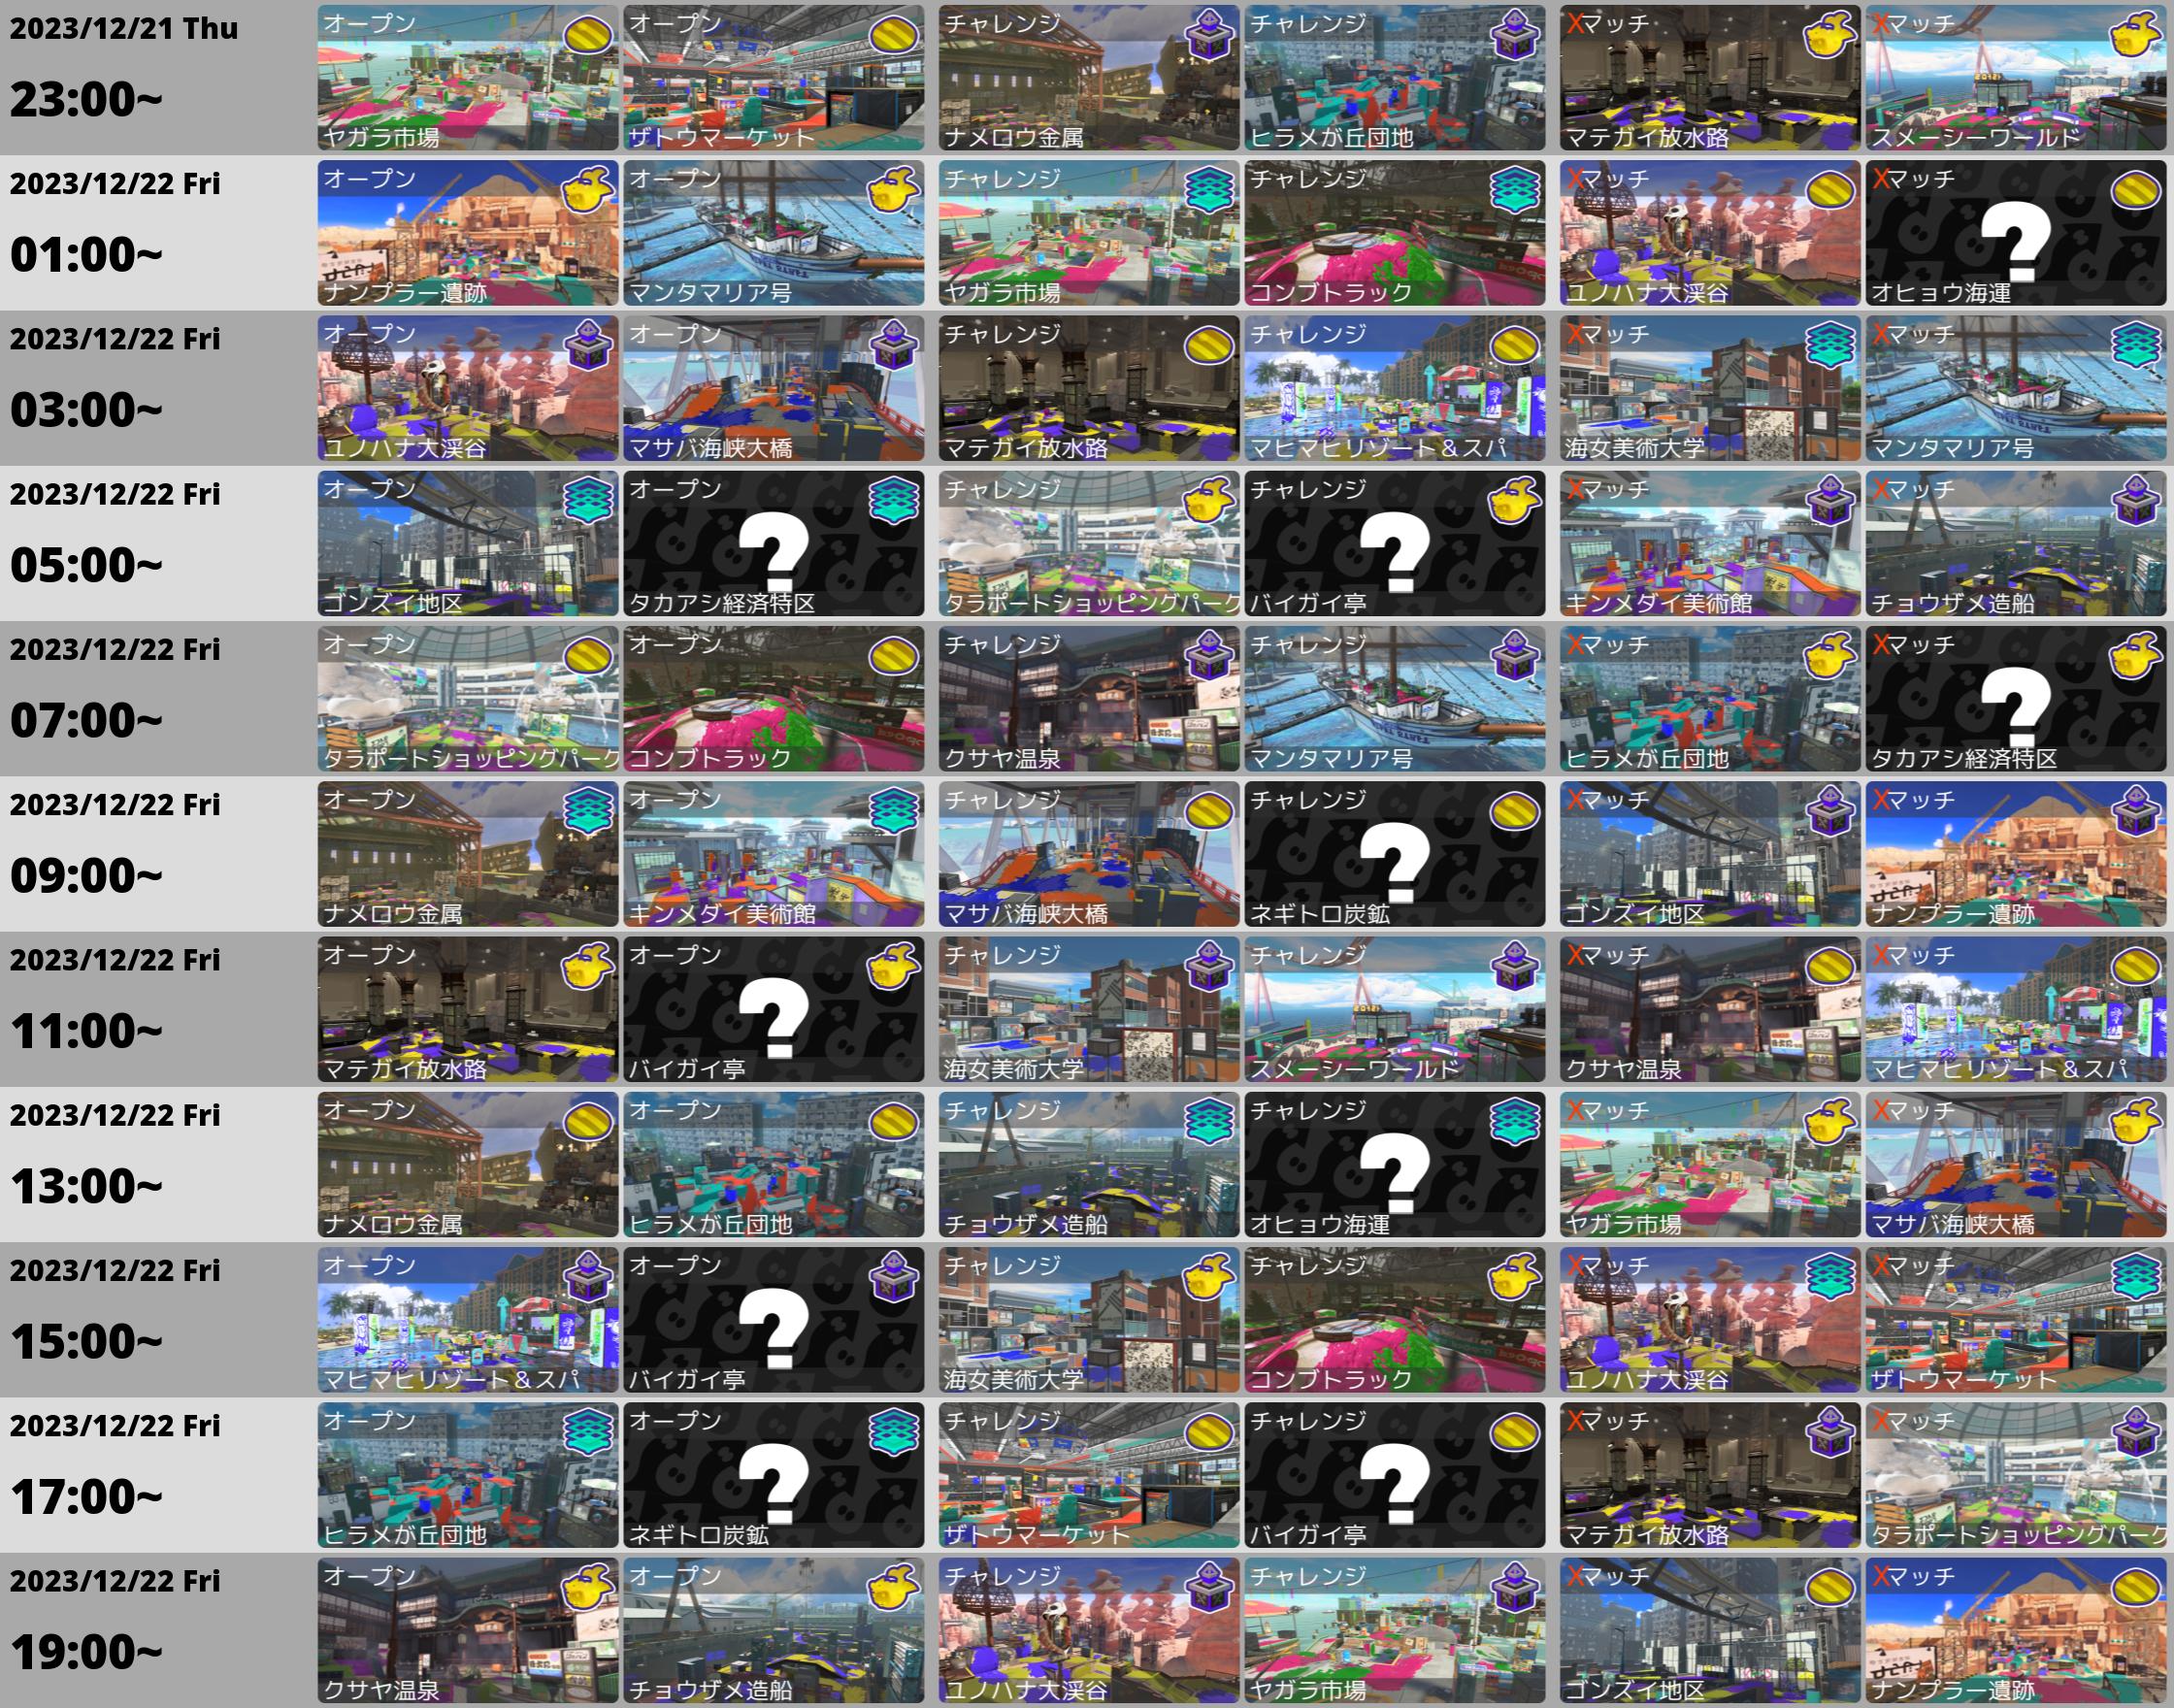 2023/12/21 Thu
23:00~
オープン オープン チャレンジ チャレンジ Xマッチ Xマッチ
ヤガラ市場 ザトウマーケット ナメロウ金属 ヒラメが丘団地 マテガイ放水路 スメーシーワールド
2023/12/22 Fri
01:00~
オープン オープン チャレンジ チャレンジ Xマッチ Xマッチ
ナンプラー遺跡 マンタマリア号 ヤガラ市場 コンブトラック ユノハナ大渓谷 オヒョウ海運
2023/12/22 Fri
03:00~
オープン オープン チャレンジ チャレンジ Xマッチ Xマッチ
ユノハナ大渓谷 マサバ海峡大橋 マテガイ放水路 マヒマヒリゾート＆スパ 海女美術大学 マンタマリア号
2023/12/22 Fri
05:00~
オープン オープン チャレンジ チャレンジ Xマッチ Xマッチ
ゴンズイ地区 タカアシ経済特区 タラポートショッピングパーク バイガイ亭 キンメダイ美術館 チョウザメ造船
2023/12/22 Fri
07:00~
オープン オープン チャレンジ チャレンジ Xマッチ Xマッチ
タラポートショッピングパーク コンブトラック クサヤ温泉 マンタマリア号 ヒラメが丘団地 タカアシ経済特区
2023/12/22 Fri
09:00~
オープン オープン チャレンジ チャレンジ Xマッチ Xマッチ
ナメロウ金属 キンメダイ美術館 マサバ海峡大橋 ネギトロ炭鉱 ゴンズイ地区 ナンプラー遺跡
2023/12/22 Fri
11:00~
オープン オープン チャレンジ チャレンジ Xマッチ Xマッチ
マテガイ放水路 バイガイ亭 海女美術大学 スメーシーワールド クサヤ温泉 マヒマヒリゾート＆スパ
2023/12/22 Fri
13:00~
オープン オープン チャレンジ チャレンジ Xマッチ Xマッチ
ナメロウ金属 ヒラメが丘団地 チョウザメ造船 オヒョウ海運 ヤガラ市場 マサバ海峡大橋
2023/12/22 Fri
15:00~
オープン オープン チャレンジ チャレンジ Xマッチ Xマッチ
マヒマヒリゾート＆スパ バイガイ亭 海女美術大学 コンブトラック ユノハナ大渓谷 ザトウマーケット
2023/12/22 Fri
17:00~
オープン オープン チャレンジ チャレンジ Xマッチ Xマッチ
ヒラメが丘団地 ネギトロ炭鉱 ザトウマーケット バイガイ亭 マテガイ放水路 タラポートショッピングパーク
2023/12/22 Fri
19:00~
オープン オープン チャレンジ チャレンジ Xマッチ Xマッチ
クサヤ温泉 チョウザメ造船 ユノハナ大渓谷 ヤガラ市場 ゴンズイ地区 ナンプラー遺跡